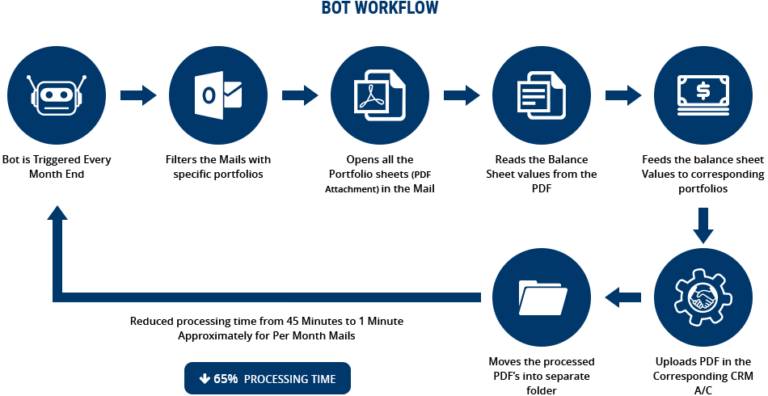 BOT WORKFLOW
Bot is Triggered Every
Month End
Filters the Mails with
specific portfolios
Opens all the
Portfolio sheets (PDF
Attachment) in the Mail
Reads the Balance
Sheet values from the
PDF
Feeds the balance sheet
Values to corresponding
portfolios
Uploads PDF in the
Corresponding CRM
A/C
Moves the processed
PDF's into separate
folder
Reduced processing time from 45 Minutes to 1 Minute
Approximately for Per Month Mails
65% PROCESSING TIME